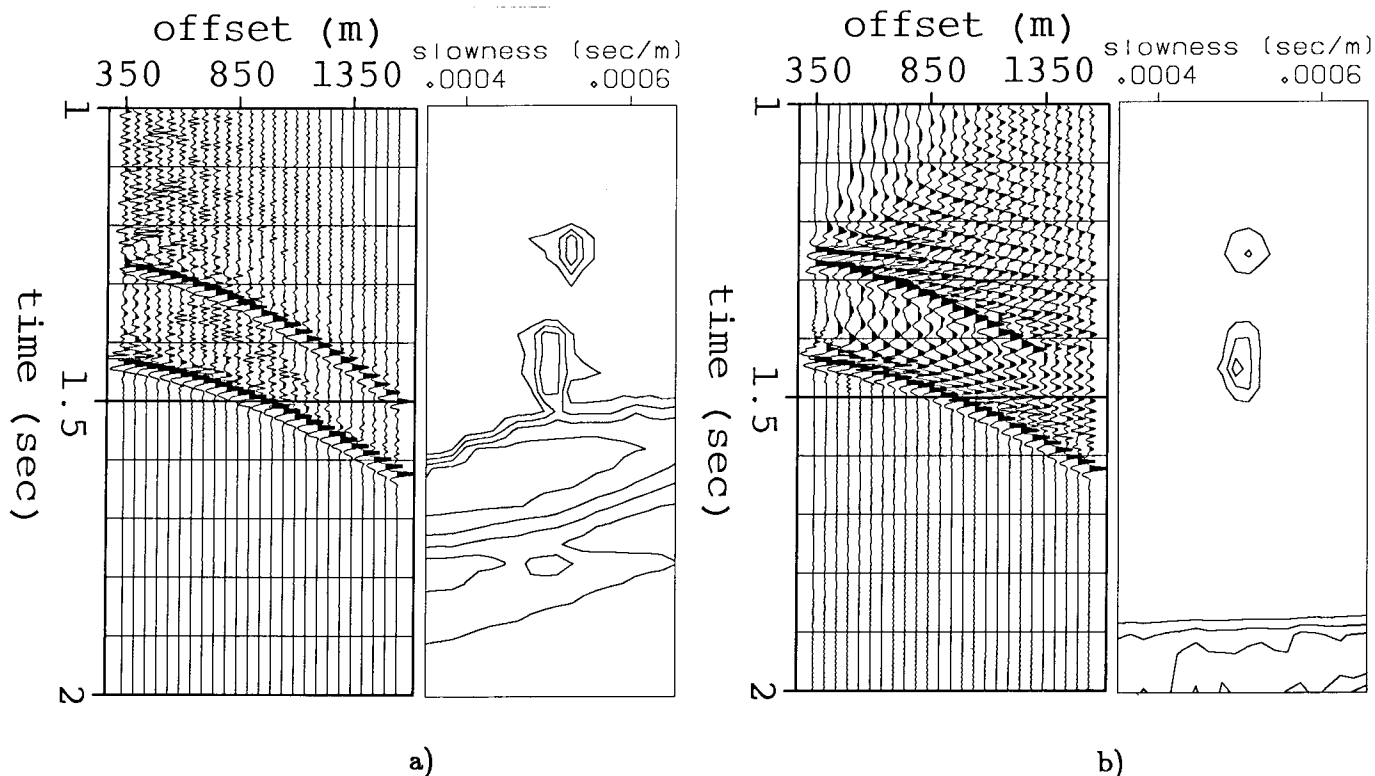 offset (m)
350 850 1350
slowness (sec/m)
.0004 .0006
1
1.5
2
time (sec)
a)
offset (m)
350 850 1350
slowness (sec/m)
.0004 .0006
1
1.5
2
time (sec)
b)